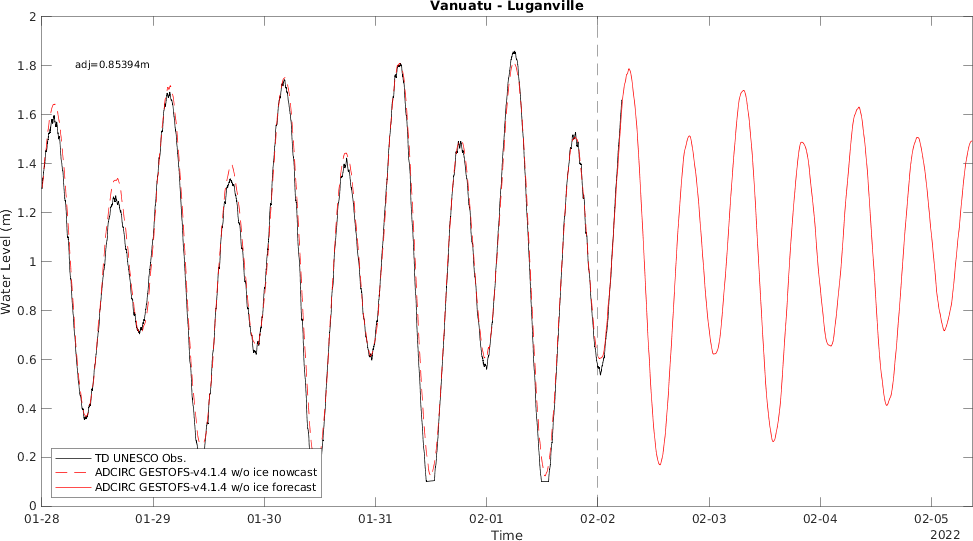 Vanuatu - Luganville
adj=0.85394m
2
1.8
1.6
1.4
1.2
1
0.8
0.6
0.4
0.2
0
Water Level (m)
TD UNESCO Obs.
ADCIRC GESTOFS-v4.1.4 w/o ice nowcast
ADCIRC GESTOFS-v4.1.4 w/o ice forecast
01-28 01-29 01-30 01-31 02-01 02-02 02-03 02-04 02-05
Time
2022